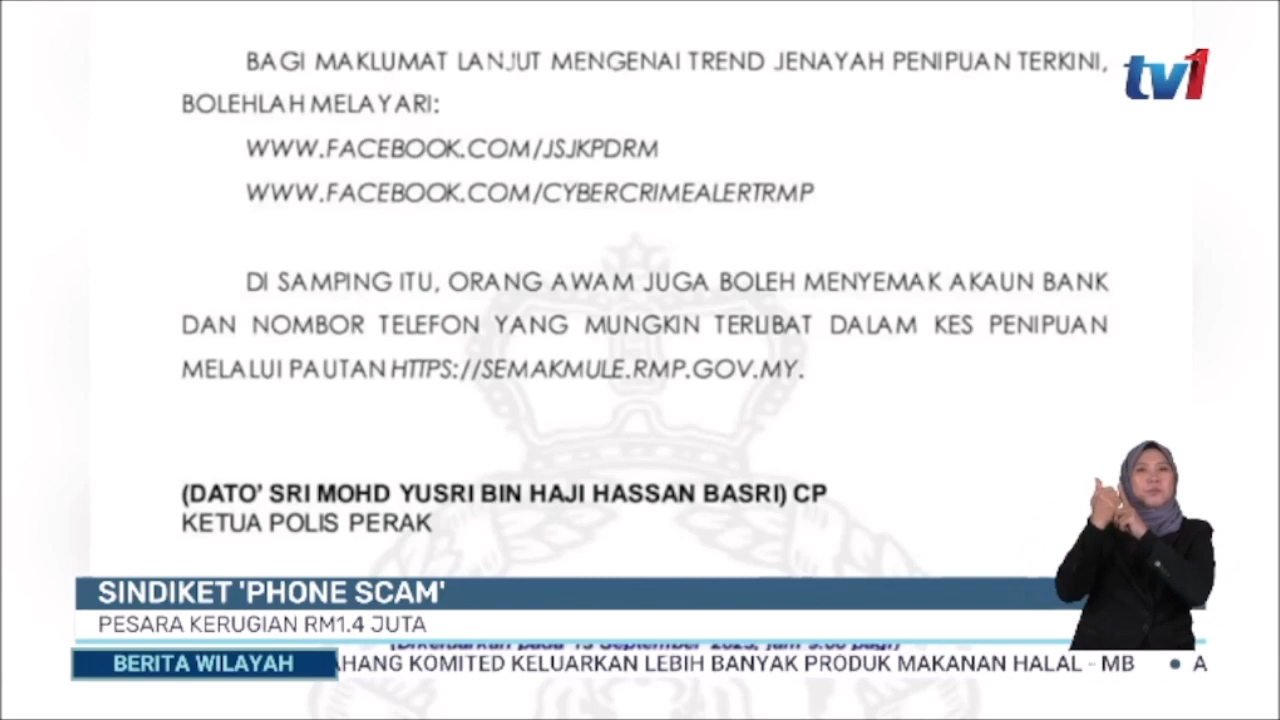 BAGI MAKLUMAT LANJUT MENGENAI TREND JENAYAH PENIPUAN TERKINI,
BOLEHLAH MELAYARI:
WWW.FACEBOOK.COM/JSJKPDRM
WWW.FACEBOOK.COM/CYBERCRIMEALERTRMP
DI SAMPING ITU, ORANG AWAM JUGA BOLEH MENYEMAK AKAUN BANK
DAN NOMBOR TELEFON YANG MUNGKIN TERLIBAT DALAM KES PENIPUAN
MELALUI PAUTAN HTTPS://SEMAKMULE.RMP.GOV.MY.
(DATO' SRI MOHD YUSRI BIN HAJI HASSAN BASRI) CP
KETUA POLIS PERAK
tv1
SINDIKET 'PHONE SCAM'
PESARA KERUGIAN RM1.4 JUTA
BERITA WILAYAH
AHANG KOMITED KELUARKAN LEBIH BANYAK PRODUK MAKANAN HALAL - MB • A